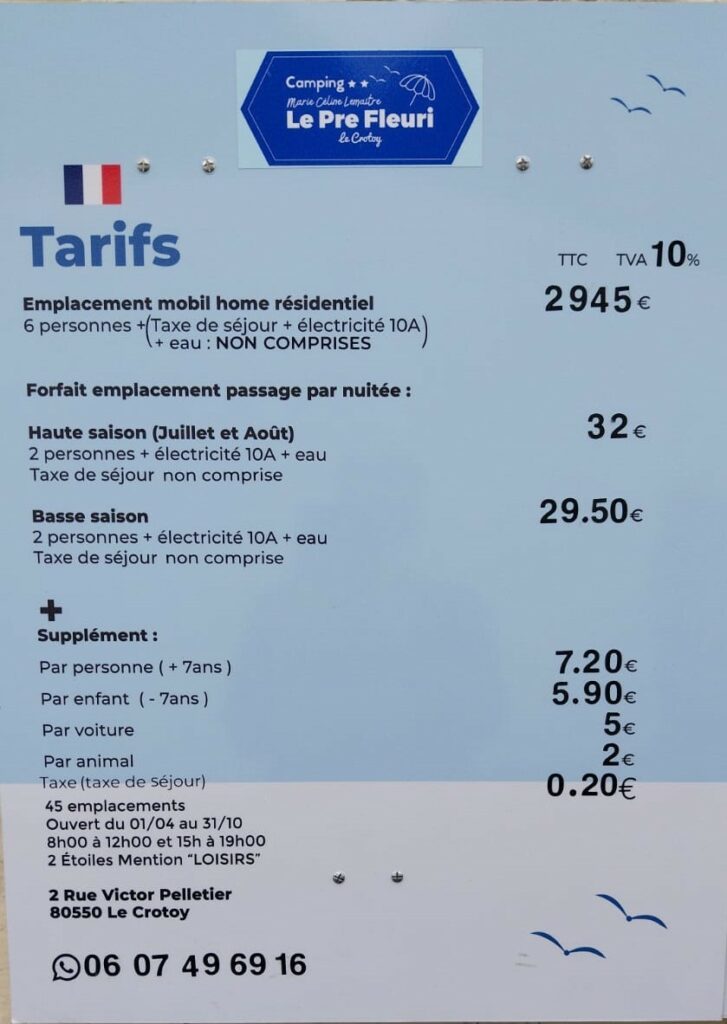 Camping ★★
Marie Céline Lemaitre
Le Pre Fleuri
le Crotoy
Tarifs
TTC TVA 10%
Emplacement mobil home résidentiel 2945€
6 personnes +(Taxe de séjour + électricité 10A)
+ eau : NON COMPRISES
Forfait emplacement passage par nuitée :
Haute saison (Juillet et Août) 32€
2 personnes + électricité 10A + eau
Taxe de séjour non comprise
Basse saison 29.50€
2 personnes + électricité 10A + eau
Taxe de séjour non comprise
+
Supplément :
Par personne ( + 7ans ) 7.20€
Par enfant ( - 7ans ) 5.90€
Par voiture 5€
Par animal 2€
Taxe (taxe de Séjour) 0.20€
45 emplacements
Ouvert du 01/04 au 31/10
8h00 à 12h00 et 15h à 19h00
2 Étoiles Mention “LOISIRS”
2 Rue Victor Pelletier
80550 Le Crotoy
06 07 49 69 16